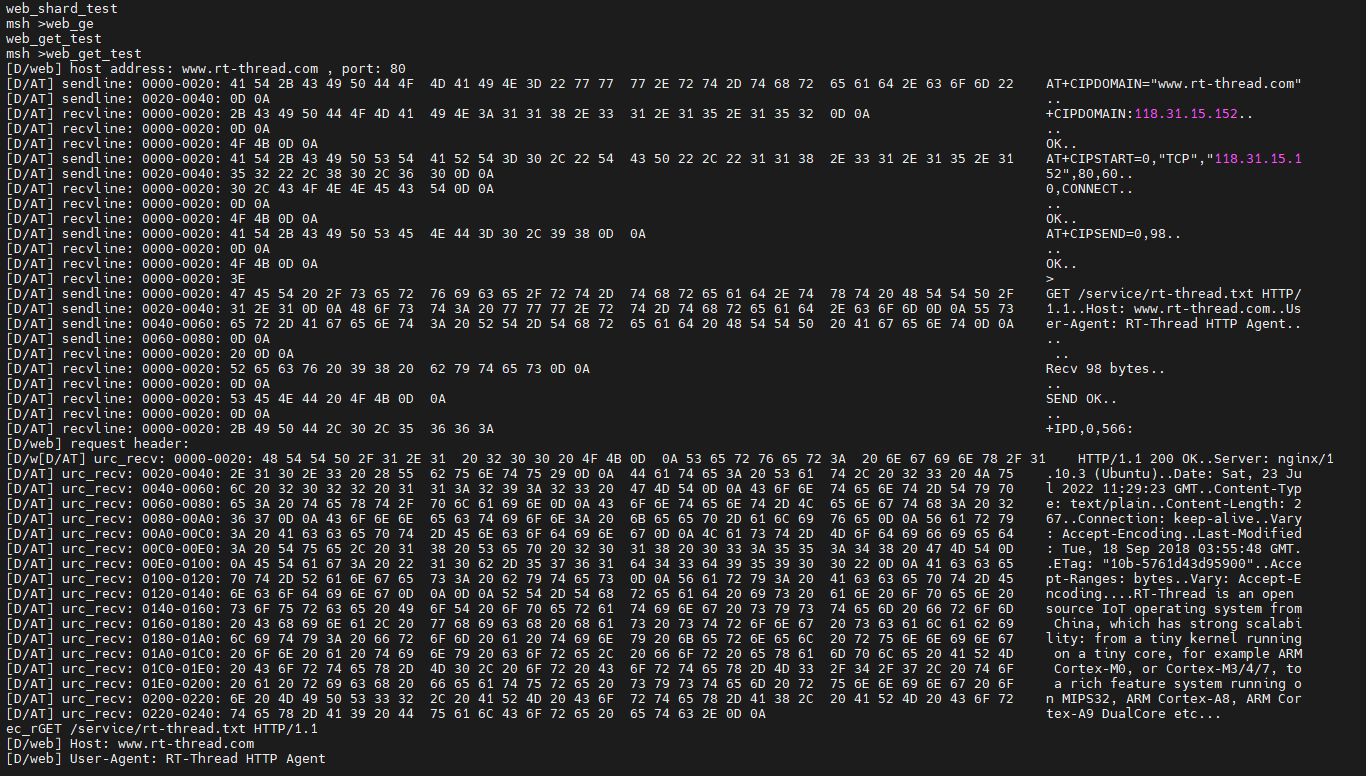 web_shard_test
msh >web_ge
web_get_test
msh >web_get_test
[D/web] host address: www.rt-thread.com , port: 80
[D/AT] sendline: 0000-0020: 41 54 2B 43 49 50 44 4F  4D 41 49 4E 3D 22 77 77  77 2E 72 74 2D 74 68 72  65 61 64 2E 63 6F 6D 22    AT+CIPDOMAIN="www.rt-thread.com"
[D/AT] sendline: 0020-0040: 0D 0A    ..
[D/AT] recvline: 0000-0020: 2B 43 49 50 44 4F 4D 41  49 4E 3A 31 31 38 2E 33  31 2E 31 35 2E 31 35 32  0D 0A    +CIPDOMAIN:118.31.15.152..
[D/AT] recvline: 0000-0020: 0D 0A    ..
[D/AT] recvline: 0000-0020: 4F 4B 0D 0A    OK..
[D/AT] sendline: 0000-0020: 41 54 2B 43 49 50 53 54  41 52 54 3D 30 2C 22 54  43 50 22 2C 22 31 31 38  2E 33 31 2E 31 35 2E 31    AT+CIPSTART=0,"TCP","118.31.15.1
[D/AT] sendline: 0020-0040: 35 32 22 2C 38 30 2C 36  30 0D 0A    52",80,60..
[D/AT] recvline: 0000-0020: 30 2C 43 4F 4E 4E 45 43  54 0D 0A    0,CONNECT..
[D/AT] recvline: 0000-0020: 0D 0A    ..
[D/AT] recvline: 0000-0020: 4F 4B 0D 0A    OK..
[D/AT] sendline: 0000-0020: 41 54 2B 43 49 50 53 45  4E 44 3D 30 2C 39 38 0D  0A    AT+CIPSEND=0,98..
[D/AT] recvline: 0000-0020: 0D 0A    ..
[D/AT] recvline: 0000-0020: 4F 4B 0D 0A    OK..
[D/AT] recvline: 0000-0020: 3E    >
[D/AT] sendline: 0000-0020: 47 45 54 20 2F 73 65 72  76 69 63 65 2F 72 74 2D  74 68 72 65 61 64 2E 74  78 74 20 48 54 54 50 2F    GET /service/rt-thread.txt HTTP/
[D/AT] sendline: 0020-0040: 31 2E 31 0D 0A 48 6F 73  74 3A 20 77 77 77 2E 72  74 2D 74 68 72 65 61 64  2E 63 6F 6D 0D 0A 55 73    1.1..Host: www.rt-thread.com..Us
[D/AT] sendline: 0040-0060: 65 72 2D 41 67 65 6E 74  3A 20 52 54 2D 54 68 72  65 61 64 20 48 54 54 50  20 41 67 65 6E 74 0D 0A    er-Agent: RT-Thread HTTP Agent..
[D/AT] sendline: 0060-0080: 0D 0A    ..
[D/AT] recvline: 0000-0020: 20 0D 0A     ..
[D/AT] recvline: 0000-0020: 52 65 63 76 20 39 38 20  62 79 74 65 73 0D 0A    Recv 98 bytes..
[D/AT] recvline: 0000-0020: 0D 0A    ..
[D/AT] recvline: 0000-0020: 53 45 4E 44 20 4F 4B 0D  0A    SEND OK..
[D/AT] recvline: 0000-0020: 0D 0A    ..
[D/AT] recvline: 0000-0020: 2B 49 50 44 2C 30 2C 35  36 36 3A    +IPD,0,566:
[D/web] request header:
[D/w[D/AT] urc_recv: 0000-0020: 48 54 54 50 2F 31 2E 31  20 32 30 30 20 4F 4B 0D  0A 53 65 72 76 65 72 3A  20 6E 67 69 6E 78 2F 31    HTTP/1.1 200 OK..Server: nginx/1
[D/AT] urc_recv: 0020-0040: 2E 31 30 2E 33 20 28 55  62 75 6E 74 75 29 0D 0A  44 61 74 65 3A 20 53 61  74 2C 20 32 33 20 4A 75    .10.3 (Ubuntu)..Date: Sat, 23 Ju
[D/AT] urc_recv: 0040-0060: 6C 20 32 30 32 32 20 31  31 3A 32 39 3A 32 33 20  47 4D 54 0D 0A 43 6F 6E  74 65 6E 74 2D 54 79 70    l 2022 11:29:23 GMT..Content-Typ
[D/AT] urc_recv: 0060-0080: 65 3A 20 74 65 78 74 2F  70 6C 61 69 6E 0D 0A 43  6F 6E 74 65 6E 74 2D 4C  65 6E 67 74 68 3A 20 32    e: text/plain..Content-Length: 2
[D/AT] urc_recv: 0080-00A0: 36 37 0D 0A 43 6F 6E 6E  65 63 74 69 6F 6E 3A 20  6B 65 65 70 2D 61 6C 69  76 65 0D 0A 56 61 72 79    67..Connection: keep-alive..Vary
[D/AT] urc_recv: 00A0-00C0: 3A 20 41 63 63 65 70 74  2D 45 6E 63 6F 64 69 6E  67 0D 0A 4C 61 73 74 2D  4D 6F 64 69 66 69 65 64    : Accept-Encoding..Last-Modified
[D/AT] urc_recv: 00C0-00E0: 3A 20 54 75 65 2C 20 31  38 20 53 65 70 20 32 30  31 38 20 30 33 3A 35 35  3A 34 38 20 47 4D 54 0D    : Tue, 18 Sep 2018 03:55:48 GMT.
[D/AT] urc_recv: 00E0-0100: 0A 45 54 61 67 3A 20 22  31 30 62 2D 35 37 36 31  64 34 33 64 39 35 39 30  30 22 0D 0A 41 63 63 65    .ETag: "10b-5761d43d95900"..Acce
[D/AT] urc_recv: 0100-0120: 70 74 2D 52 61 6E 67 65  73 3A 20 62 79 74 65 73  0D 0A 56 61 72 79 3A 20  41 63 63 65 70 74 2D 45    pt-Ranges: bytes..Vary: Accept-E
[D/AT] urc_recv: 0120-0140: 6E 63 6F 64 69 6E 67 0D  0A 0D 0A 52 54 2D 54 68  72 65 61 64 20 69 73 20  61 6E 20 6F 70 65 6E 20    ncoding....RT-Thread is an open 
[D/AT] urc_recv: 0140-0160: 73 6F 75 72 63 65 20 49  6F 54 20 6F 70 65 72 61  74 69 6E 67 20 73 79 73  74 65 6D 20 66 72 6F 6D    source IoT operating system from
[D/AT] urc_recv: 0160-0180: 20 43 68 69 6E 61 2C 20  77 68 69 63 68 20 68 61  73 20 73 74 72 6F 6E 67  20 73 63 61 6C 61 62 69     China, which has strong scalabi
[D/AT] urc_recv: 0180-01A0: 6C 69 74 79 3A 20 66 72  6F 6D 20 61 20 74 69 6E  79 20 6B 65 72 6E 65 6C  20 72 75 6E 6E 69 6E 67    lity: from a tiny kernel running
[D/AT] urc_recv: 01A0-01C0: 20 6F 6E 20 61 20 74 69  6E 79 20 63 6F 72 65 2C  20 66 6F 72 20 65 78 61  6D 70 6C 65 20 41 52 4D     on a tiny core, for example ARM
[D/AT] urc_recv: 01C0-01E0: 20 43 6F 72 74 65 78 2D  4D 30 2C 20 6F 72 20 43  6F 72 74 65 78 2D 4D 33  2F 34 2F 37 2C 20 74 6F     Cortex-M0, or Cortex-M3/4/7, to
[D/AT] urc_recv: 01E0-0200: 20 61 20 72 69 63 68 20  66 65 61 74 75 72 65 20  73 79 73 74 65 6D 20 72  75 6E 6E 69 6E 67 20 6F     a rich feature system running o
[D/AT] urc_recv: 0200-0220: 6E 20 4D 49 50 53 33 32  2C 20 41 52 4D 20 43 6F  72 74 65 78 2D 41 38 2C  20 41 52 4D 20 43 6F 72    n MIPS32, ARM Cortex-A8, ARM Cor
[D/AT] urc_recv: 0220-0240: 74 65 78 2D 41 39 20 44  75 61 6C 43 6F 72 65 20  65 74 63 2E 0D 0A    tex-A9 DualCore etc...
ec_rGET /service/rt-thread.txt HTTP/1.1
[D/web] Host: www.rt-thread.com
[D/web] User-Agent: RT-Thread HTTP Agent